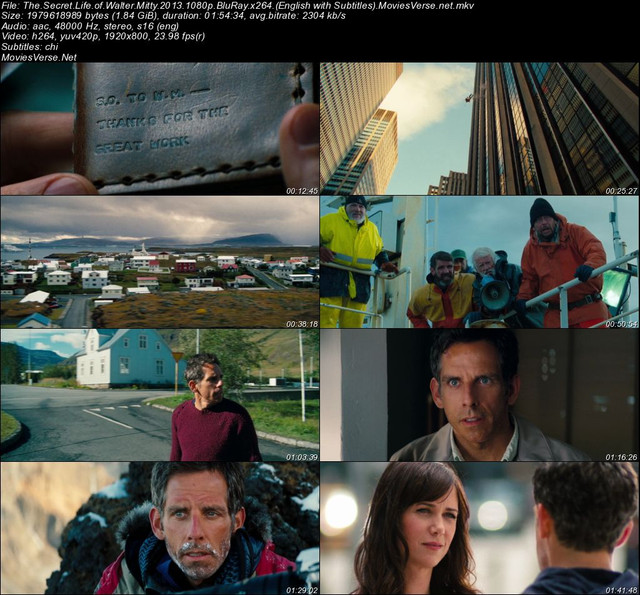 File: The.Secret.Life.of.Walter.Mitty.2013.1080p.BluRay.x264.(English with Subtitles).MoviesVerse.net.mkv
Size: 1979618989 bytes (1.84 GiB), duration: 01:54:34, avg.bitrate: 2304 kb/s
Audio: aac, 48000 Hz, stereo, s16 (eng)
Video: h264, yuv420p, 1920x800, 23.98 fps(r)
Subtitles: chi
MoviesVerse.Net
S.O. TO W.M. —
THANKS FOR THE
GREAT WORK
00:12:45
00:25:27
00:38:18
00:50:54
01:03:39
01:16:26
01:29:02
01:41:48